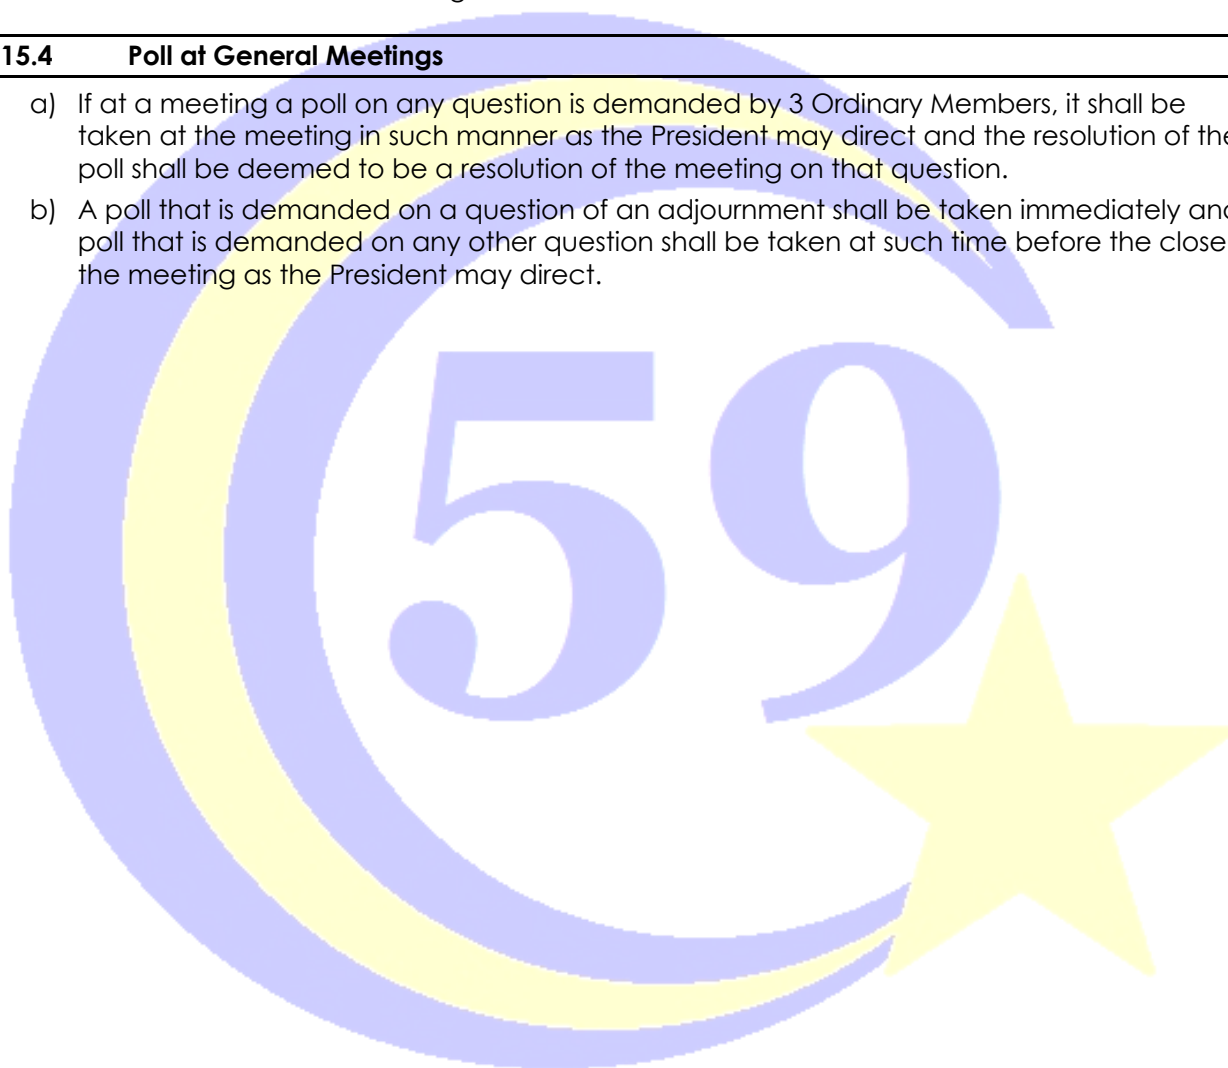 15.4 Poll at General Meetings
a) If at a meeting a poll on any question is demanded by 3 Ordinary Members, it shall be
taken at the meeting in such manner as the President may direct and the resolution of the
poll shall be deemed to be a resolution of the meeting on that question.
b) A poll that is demanded on a question of an adjournment shall be taken immediately and
poll that is demanded on any other question shall be taken at such time before the close
the meeting as the President may direct.
59